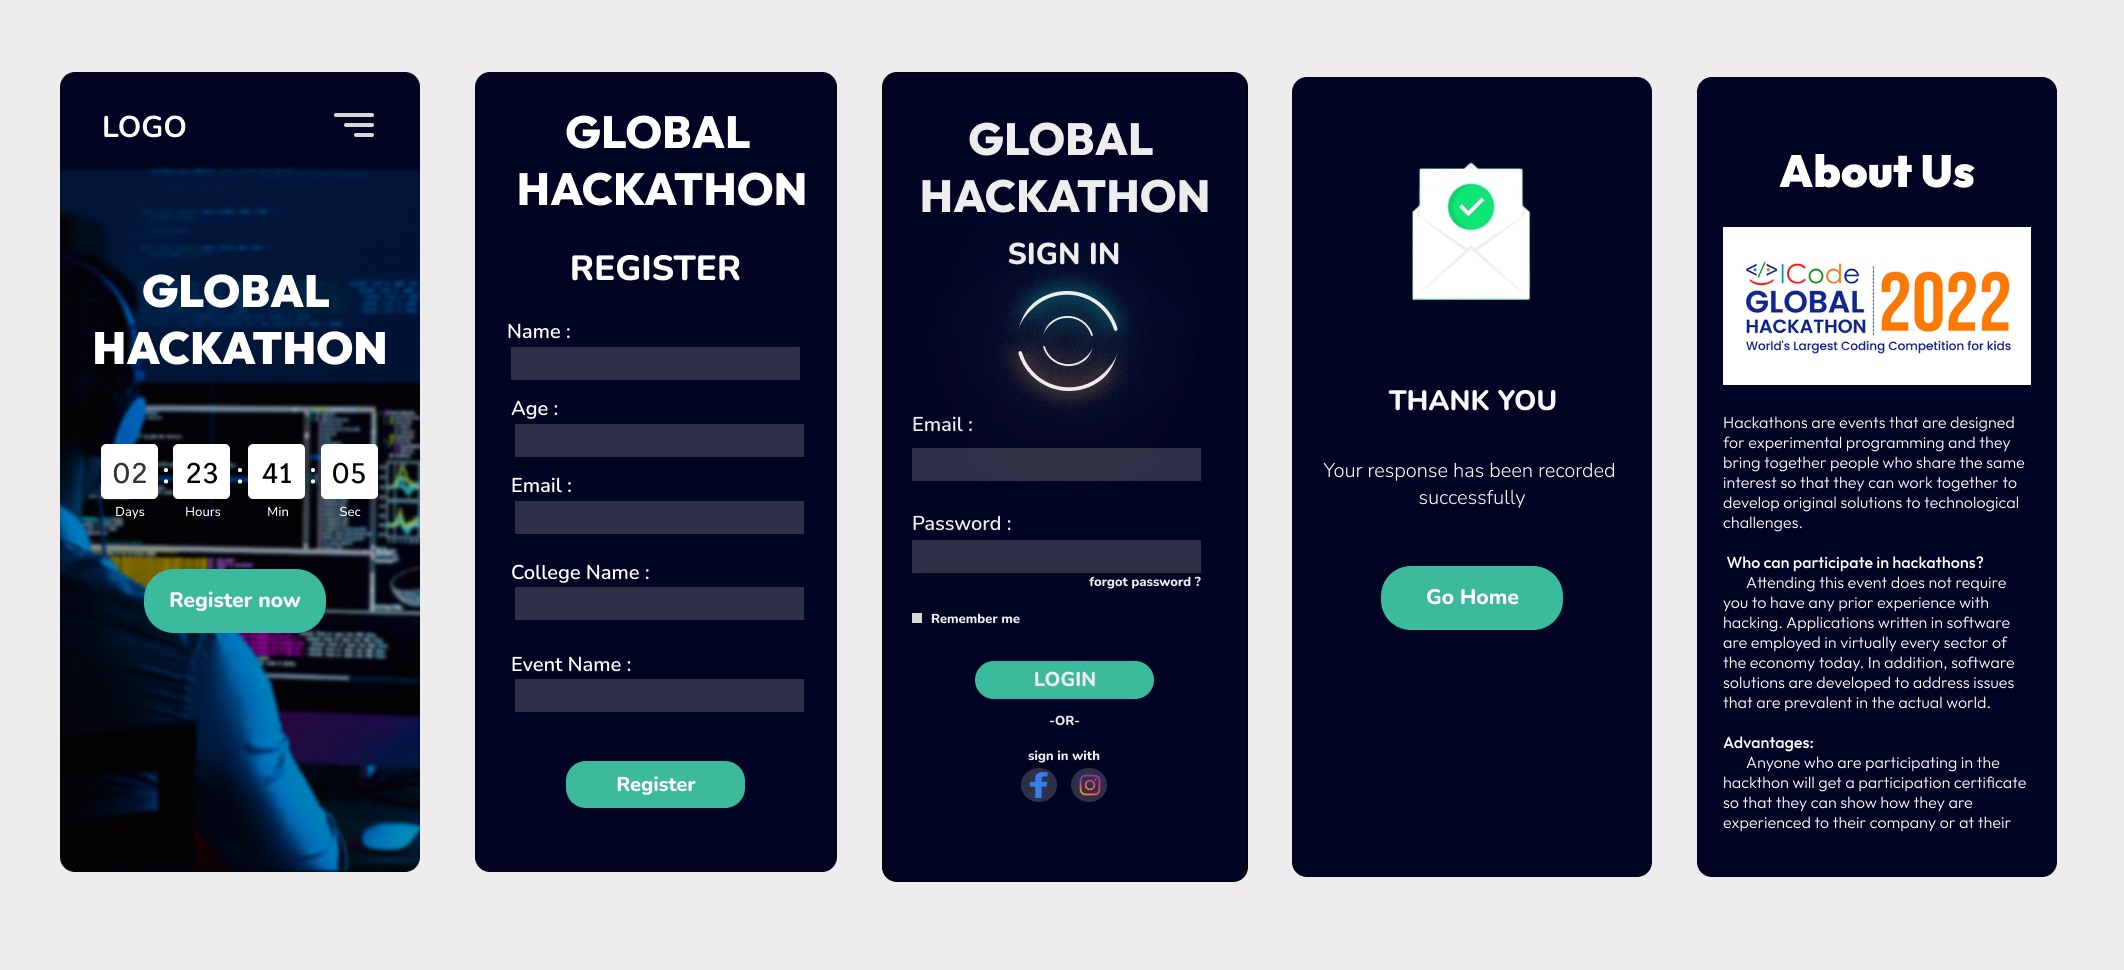 LOGO
GLOBAL
HACKATHON
02 : 23 : 41 : 05
Days Hours Min Sec
Register now
GLOBAL
HACKATHON
REGISTER
Name :
Age :
Email :
College Name :
Event Name :
Register
GLOBAL
HACKATHON
SIGN IN
Email :
Password :
forgot password ?
Remember me
LOGIN
-OR-
sign in with
THANK YOU
Your response has been recorded
successfully
Go Home
About Us
</>|Code
GLOBAL
HACKATHON
2022
World's Largest Coding Competition for kids
Hackathons are events that are designed
for experimental programming and they
bring together people who share the same
interest so that they can work together to
develop original solutions to technological
challenges.
Who can participate in hackathons?
Attending this event does not require
you to have any prior experience with
hacking. Applications written in software
are employed in virtually every sector of
the economy today. In addition, software
solutions are developed to address issues
that are prevalent in the actual world.
Advantages:
Anyone who are participating in the
hackthon will get a participation certificate
so that they can show how they are
experienced to their company or at their